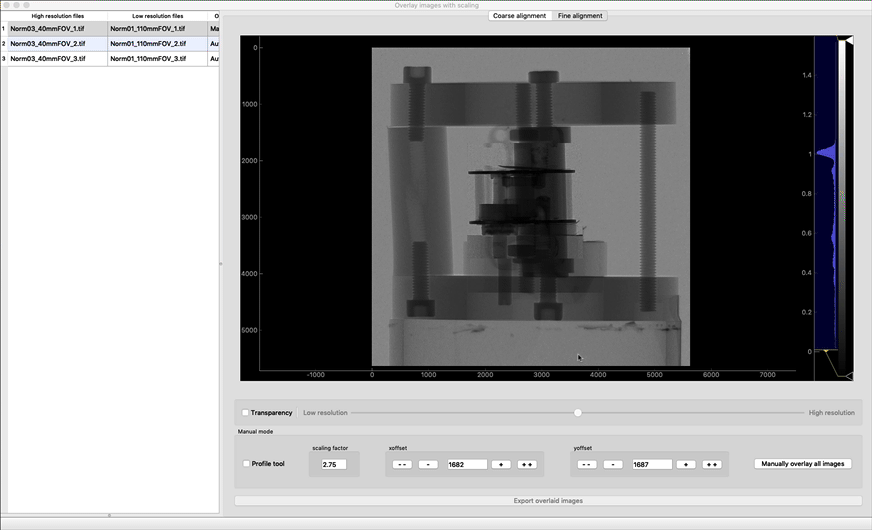 Overlay images with scaling
High resolution files Low resolution files O
1 Norm03_40mmFOV_1.tif Norm01_110mmFOV_1.tif Ma
2 Norm03_40mmFOV_2.tif Norm01_110mmFOV_2.tif Au
3 Norm03_40mmFOV_3.tif Norm01_110mmFOV_3.tif Au
Coarse alignment Fine alignment
0
1000
2000
3000
4000
5000
-1000 0 1000 2000 3000 4000 5000 6000 7000
1.4
1.2
1
0.8
0.6
0.4
0.2
0
Transparency Low resolution High resolution
Manual mode
scaling factor xoffset yoffset
Profile tool 2.75 -- - 1682 + ++ -- - 1687 + ++ Manually overlay all images
Export overlaid images